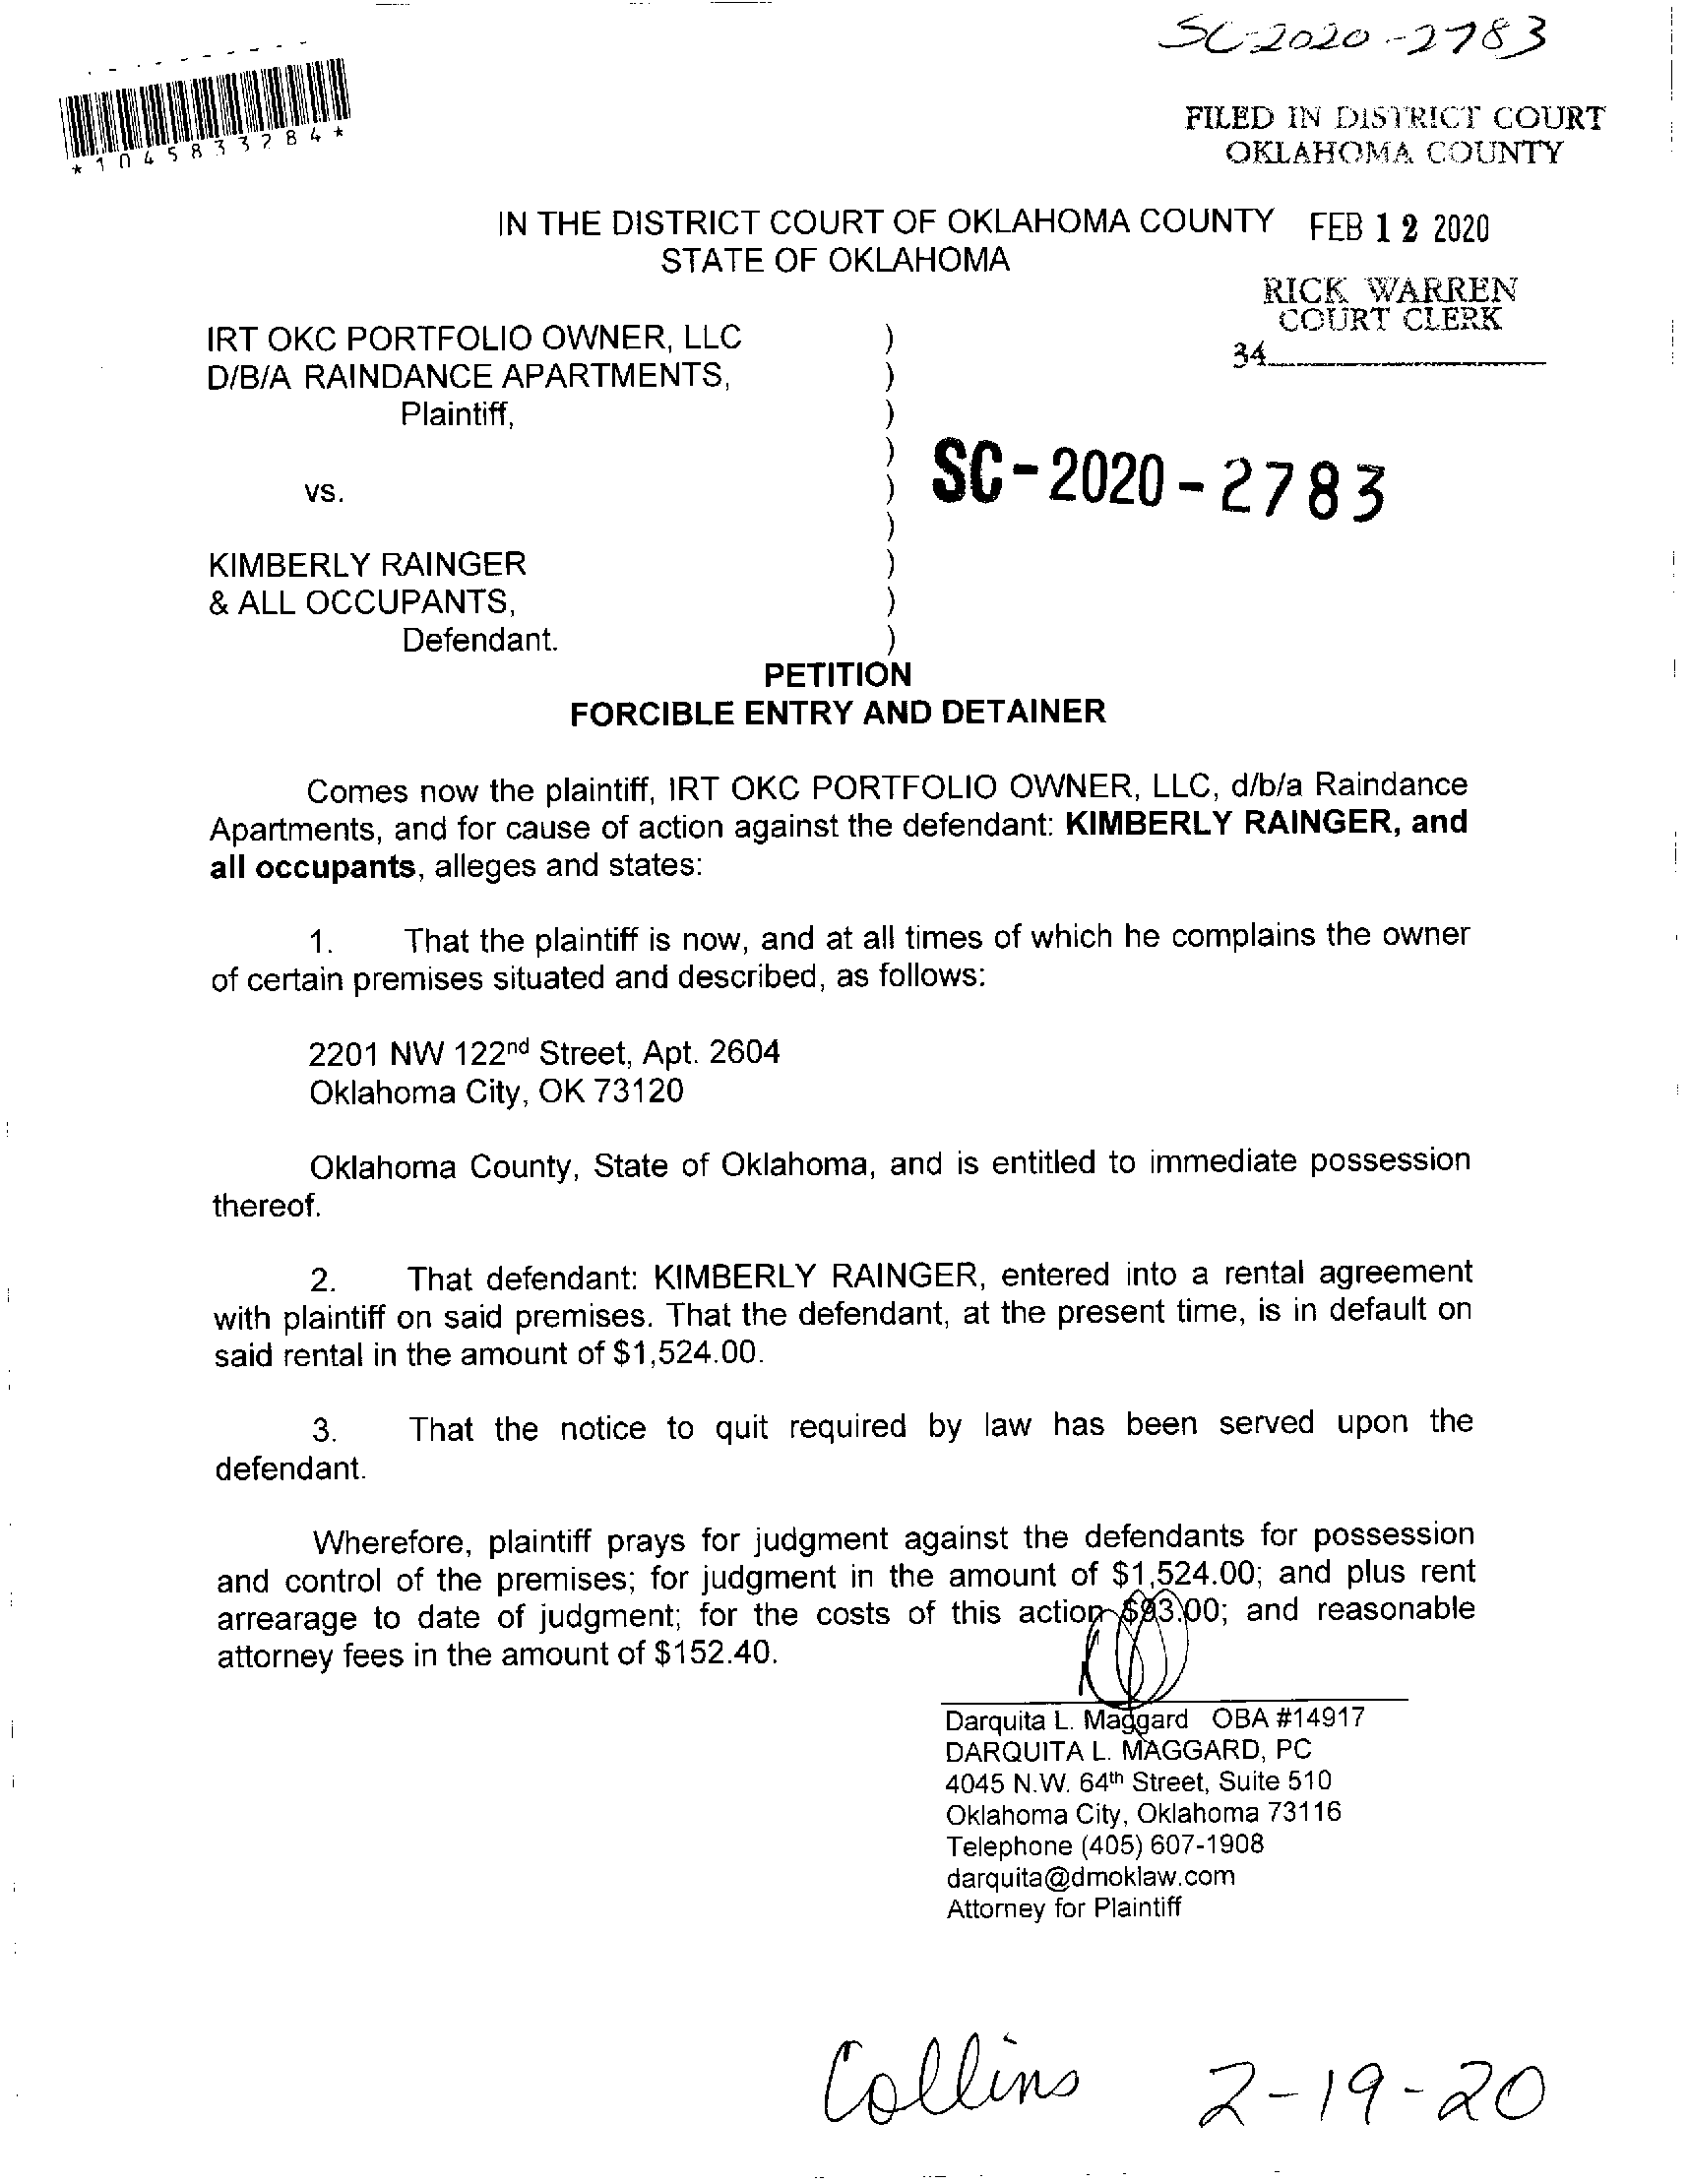 SC-2020-2783
*1045833284*
FILED IN DISTRICT COURT
OKLAHOMA COUNTY
IN THE DISTRICT COURT OF OKLAHOMA COUNTY
FEB 12 2020
STATE OF OKLAHOMA
RICK WARREN
COURT CLERK
34
IRT OKC PORTFOLIO OWNER, LLC )
D/B/A RAINDANCE APARTMENTS, )
Plaintiff, )
)
vs. )
SC-2020-2783
)
KIMBERLY RAINGER )
& ALL OCCUPANTS, )
Defendant. )
PETITION
FORCIBLE ENTRY AND DETAINER
Comes now the plaintiff, IRT OKC PORTFOLIO OWNER, LLC, d/b/a Raindance
Apartments, and for cause of action against the defendant: KIMBERLY RAINGER, and
all occupants, alleges and states:
1. That the plaintiff is now, and at all times of which he complains the owner
of certain premises situated and described, as follows:
2201 NW 122nd Street, Apt. 2604
Oklahoma City, OK 73120
Oklahoma County, State of Oklahoma, and is entitled to immediate possession
thereof.
2. That defendant: KIMBERLY RAINGER, entered into a rental agreement
with plaintiff on said premises. That the defendant, at the present time, is in default on
said rental in the amount of $1,524.00.
3. That the notice to quit required by law has been served upon the
defendant.
Wherefore, plaintiff prays for judgment against the defendants for possession
and control of the premises; for judgment in the amount of $1,524.00; and plus rent
arrearage to date of judgment; for the costs of this action and reasonable
attorney fees in the amount of $152.40.
Darquita L. Maggard OBA #14917
DARQUITA L. MAGGARD, PC
4045 N.W. 64th Street, Suite 510
Oklahoma City, Oklahoma 73116
Telephone (405) 607-1908
darquita@dmoklaw.com
Attorney for Plaintiff
Collins 2-19-20